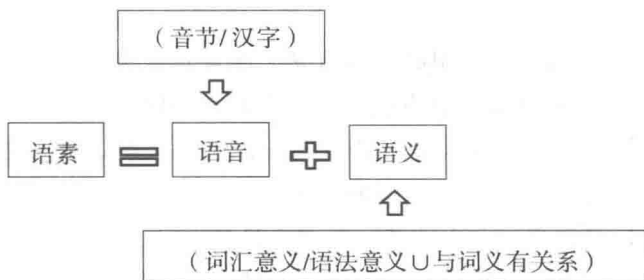 （音节/汉字）
语素 = 语音 + 语义
（词汇意义/语法意义∪与词义有关系）